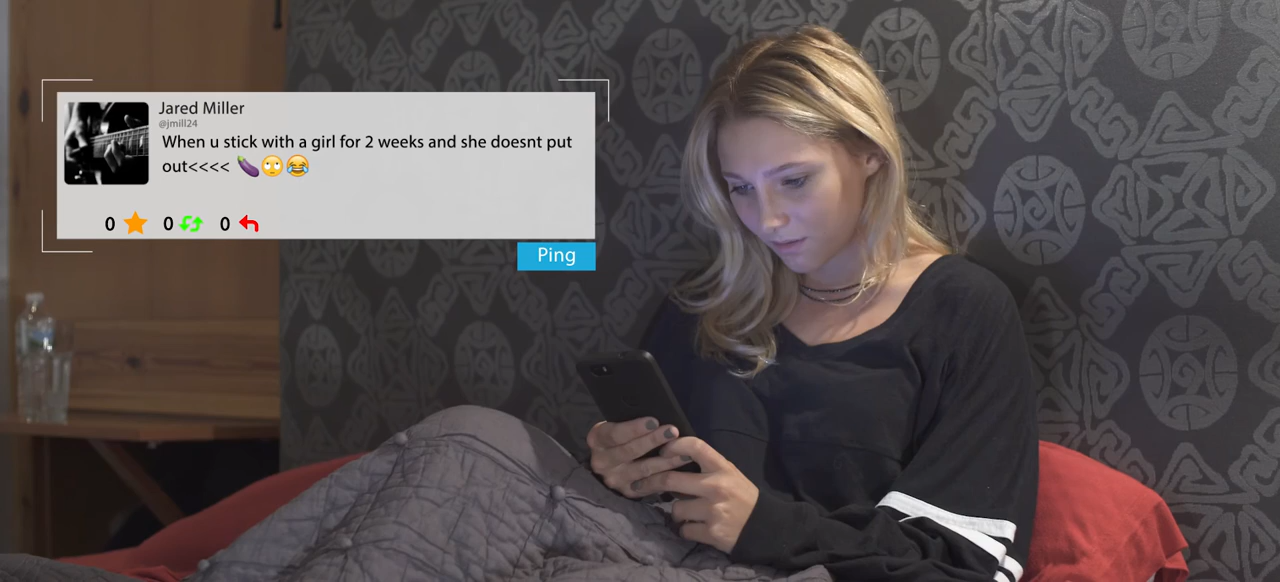 Jared Miller
@jmill24
When u stick with a girl for 2 weeks and she doesnt put
out<<<< 🍆🙄😂
0 0 0
Ping